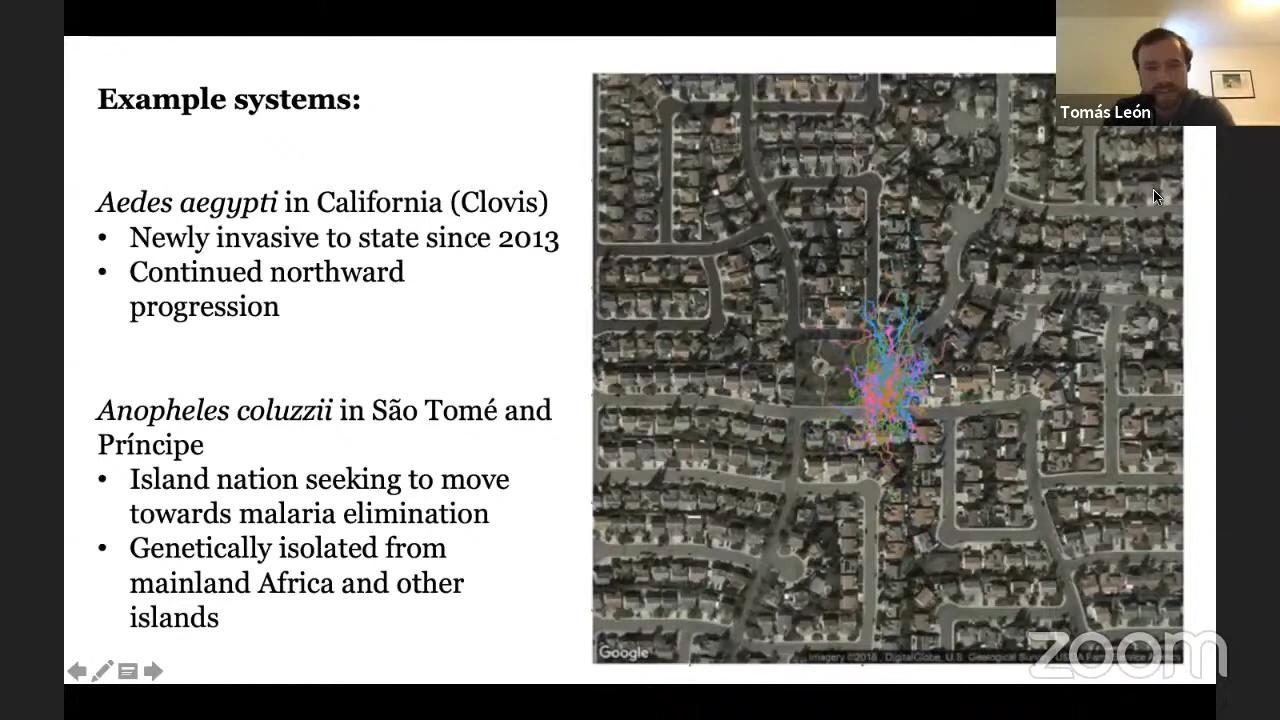 Example systems:
Aedes aegypti in California (Clovis)
• Newly invasive to state since 2013
• Continued northward
progression
Anopheles coluzzii in São Tomé and
Príncipe
• Island nation seeking to move
towards malaria elimination
• Genetically isolated from
mainland Africa and other
islands
Tomás León
Google
Imagery ©2018 , DigitalGlobe, U.S. Geological
zoom